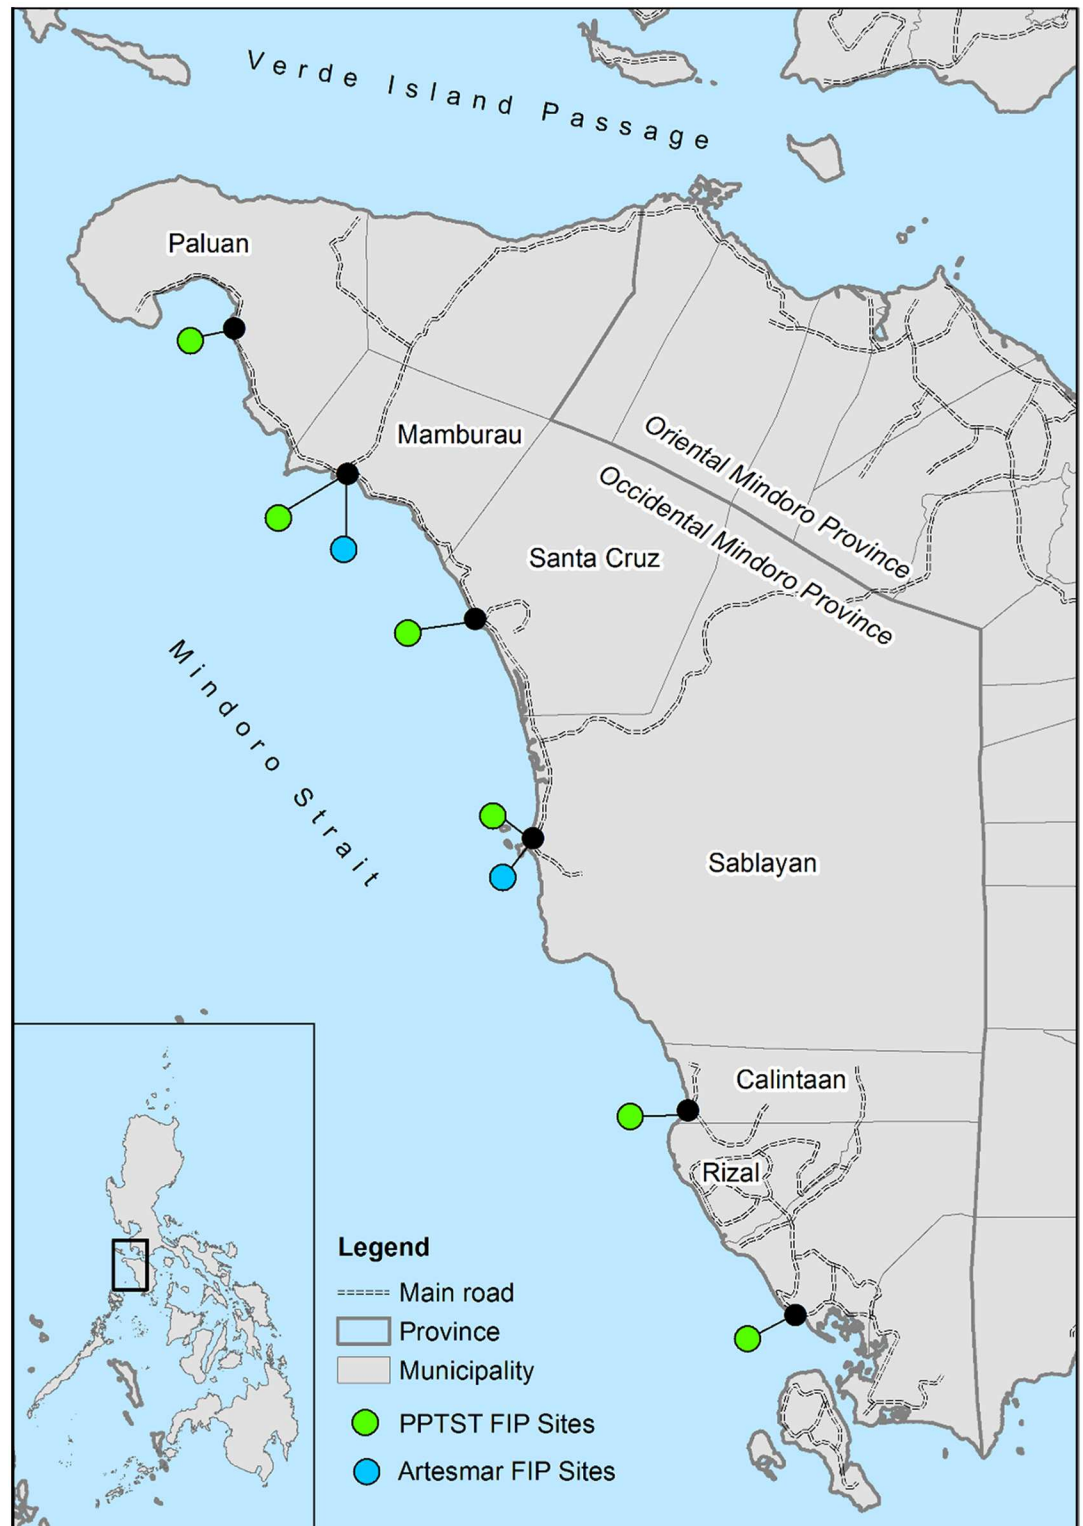 Verde Island Passage
Paluan
Mamburau
Oriental Mindoro Province
Occidental Mindoro Province
Santa Cruz
Mindoro Strait
Sablayan
Calintaan
Rizal
Legend
Main road
Province
Municipality
PPTST FIP Sites
Artesmar FIP Sites